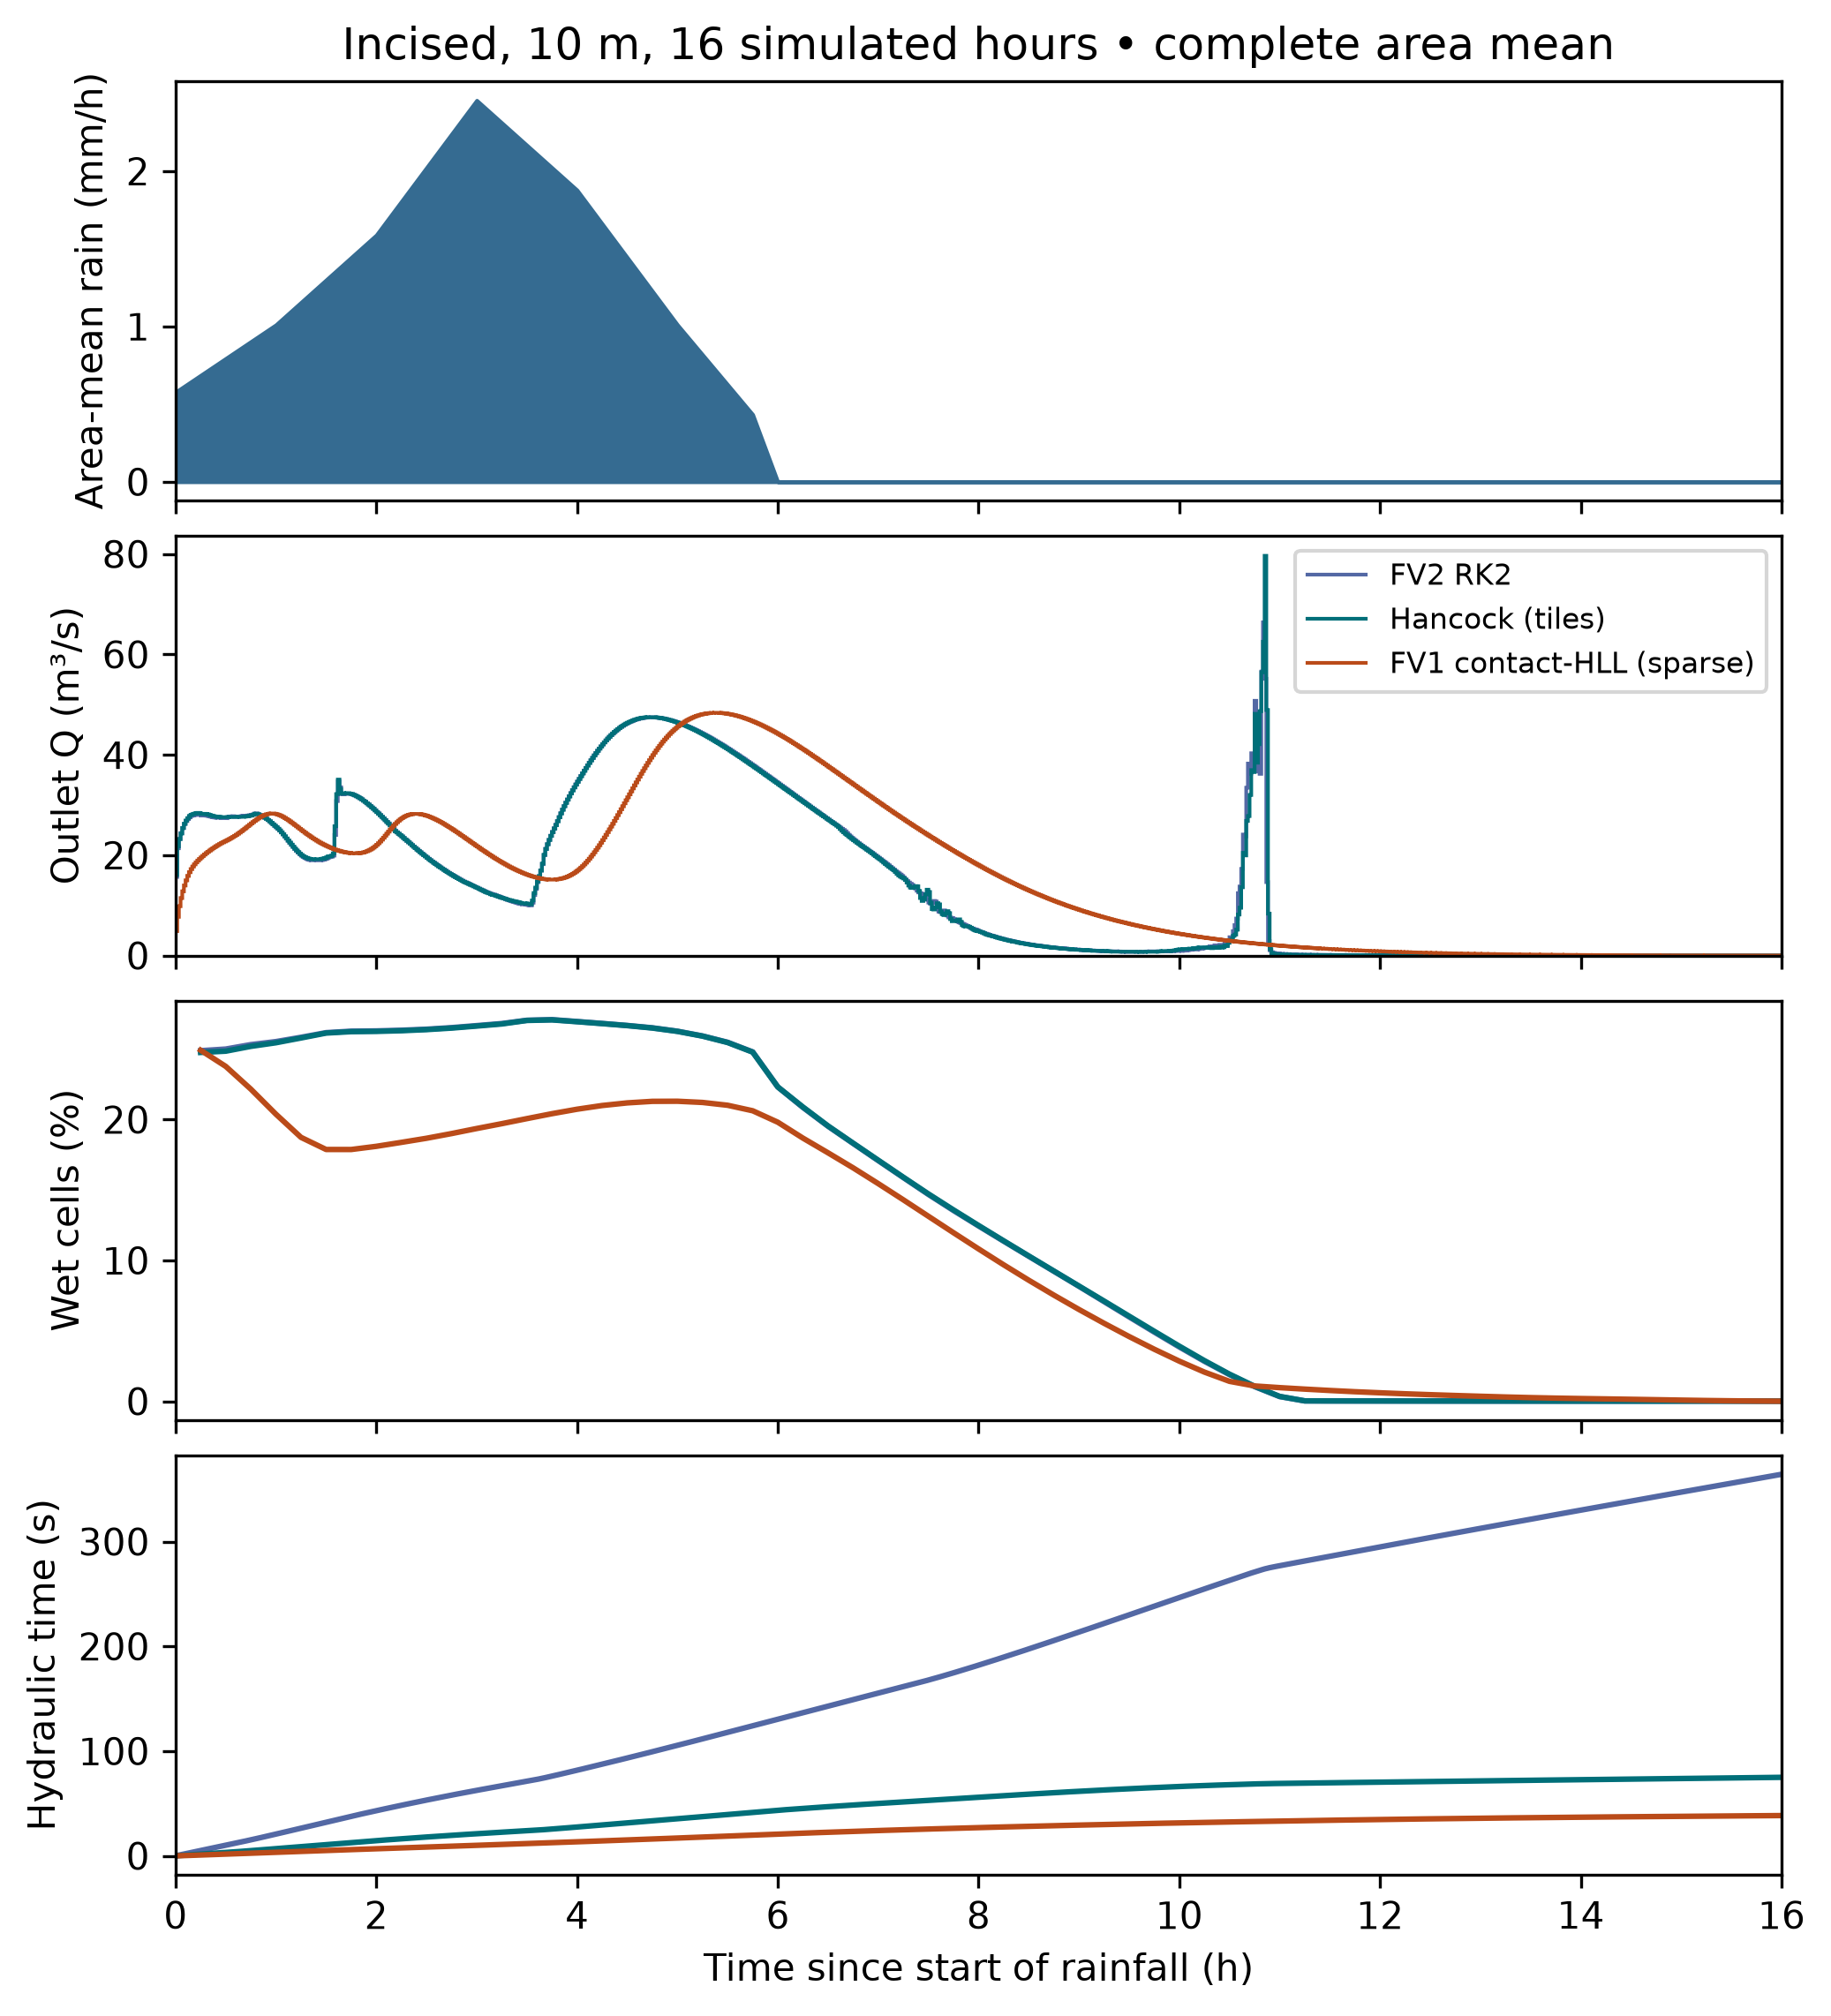 Incised, 10 m, 16 simulated hours • complete area mean
Area-mean rain (mm/h)
2
1
0
Outlet Q (m³/s)
80
60
40
20
0
FV2 RK2
Hancock (tiles)
FV1 contact-HLL (sparse)
Wet cells (%)
20
10
0
Hydraulic time (s)
300
200
100
0
0 2 4 6 8 10 12 14 16
Time since start of rainfall (h)